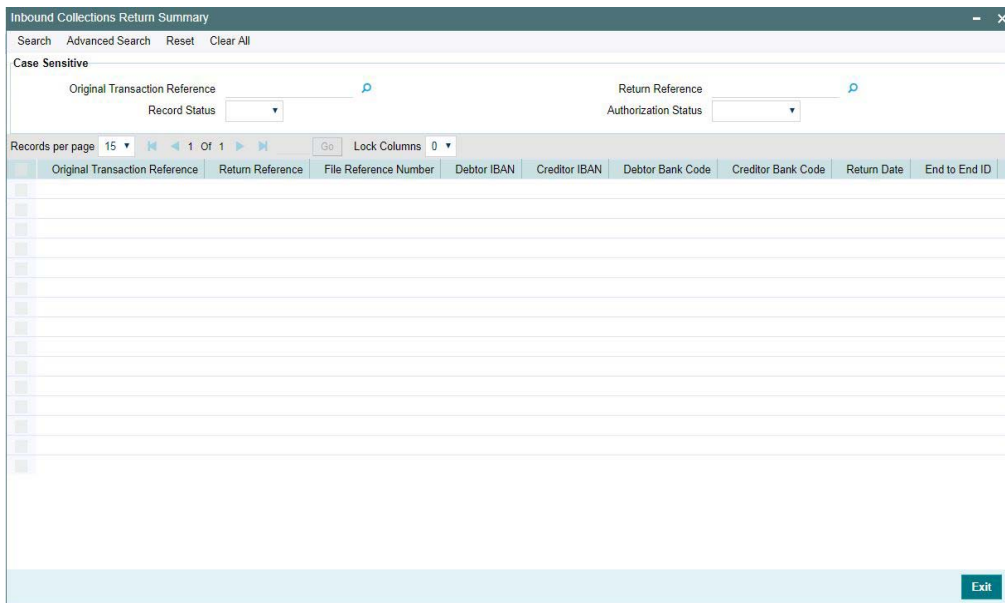 Inbound Collections Return Summary
Search Advanced Search Reset Clear All
Case Sensitive
Original Transaction Reference Return Reference
Record Status Authorization Status
Records per page 15 1 Of 1 Go Lock Columns 0
Original Transaction Reference Return Reference File Reference Number Debtor IBAN Creditor IBAN Debtor Bank Code Creditor Bank Code Return Date End to End ID
Exit